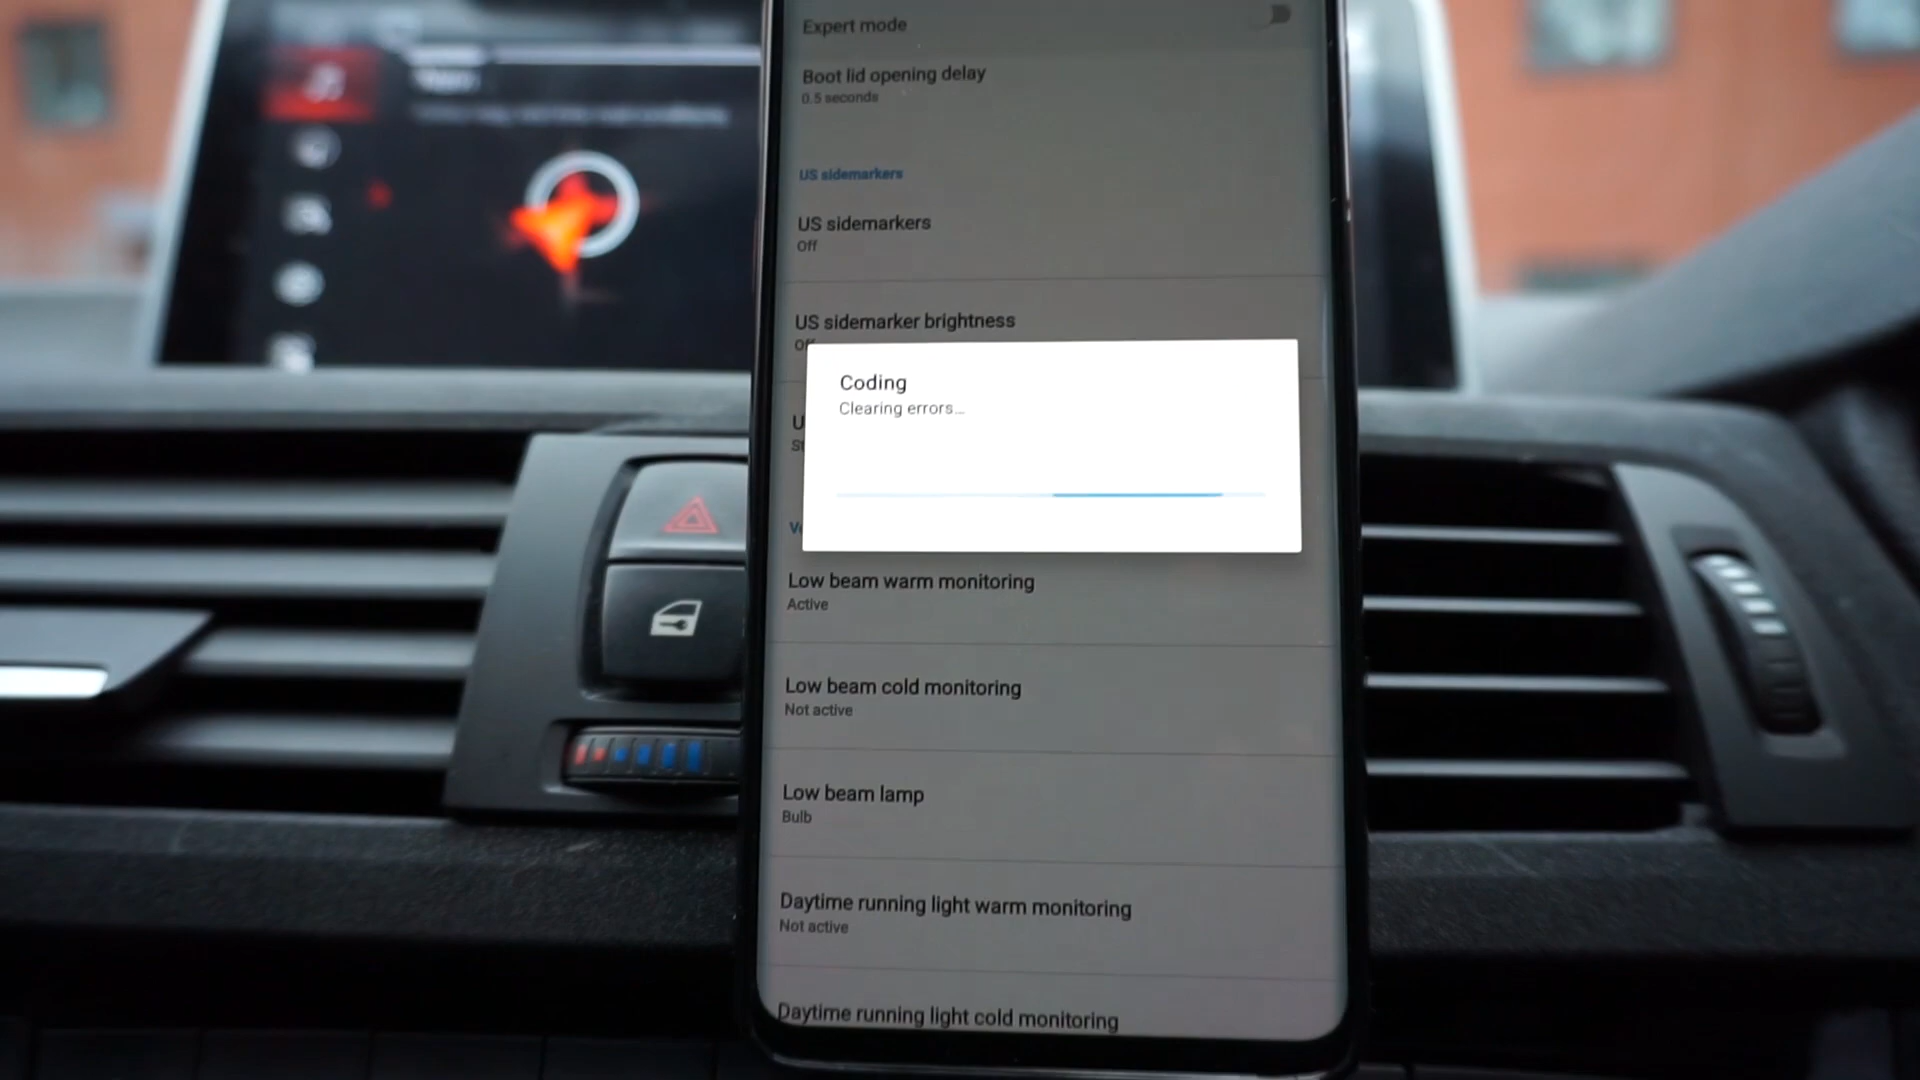 Expert mode
Boot lid opening delay
0.5 seconds
US sidemarkers
US sidemarkers
Off
US sidemarker brightness
Coding
Clearing errors...
Low beam warm monitoring
Active
Low beam cold monitoring
Not active
Low beam lamp
Bulb
Daytime running light warm monitoring
Not active
Daytime running light cold monitoring